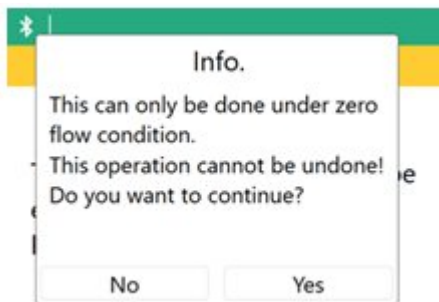 Info.
This can only be done under zero
flow condition.
This operation cannot be undone!
Do you want to continue?
No
Yes